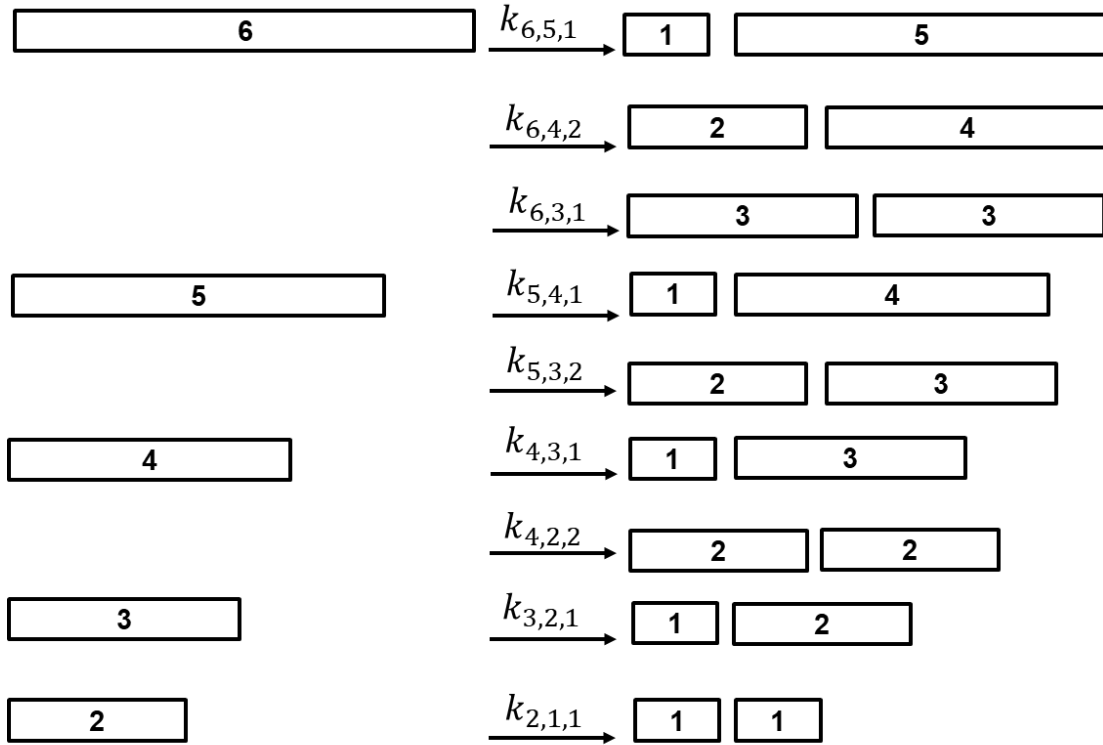 6 k6,5,1 1 5
k6,4,2 2 4
k6,3,1 3 3
5 k5,4,1 1 4
k5,3,2 2 3
4 k4,3,1 1 3
k4,2,2 2 2
3 k3,2,1 1 2
2 k2,1,1 1 1